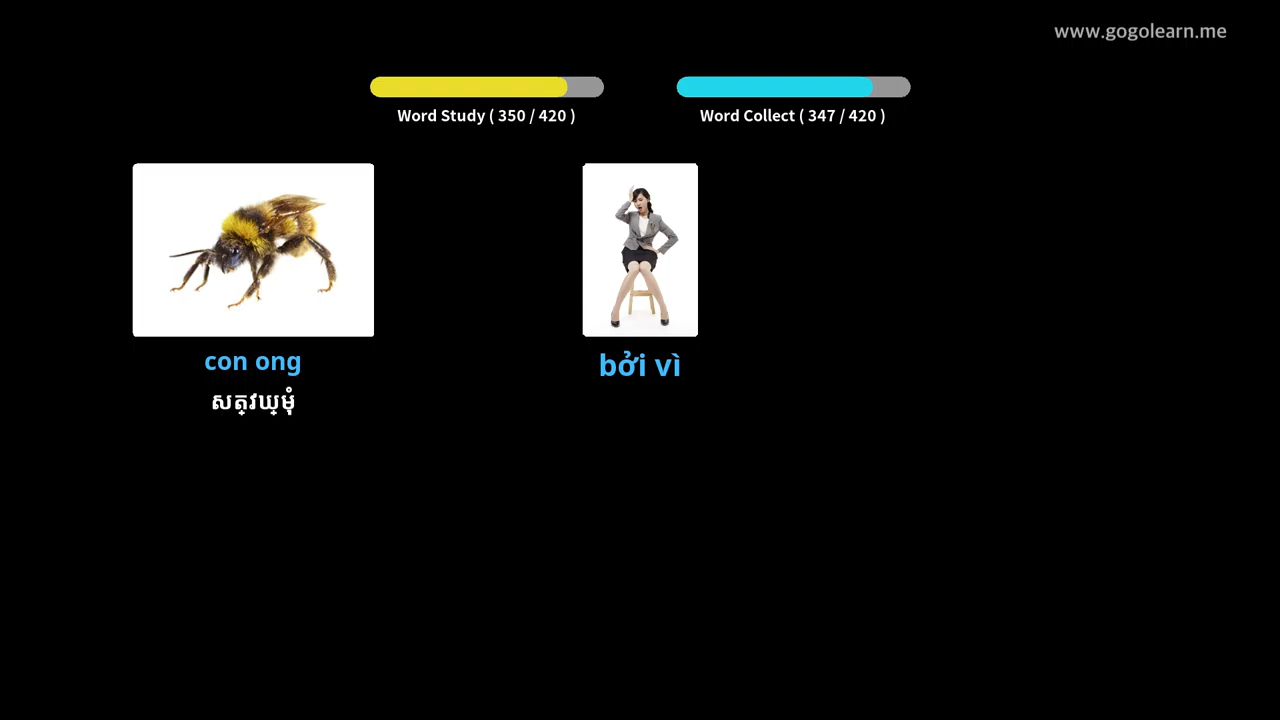 www.gogolearn.me
Word Study ( 350 / 420 )
Word Collect ( 347 / 420 )
con ong
សត្វឃ្មុំ
bởi vì